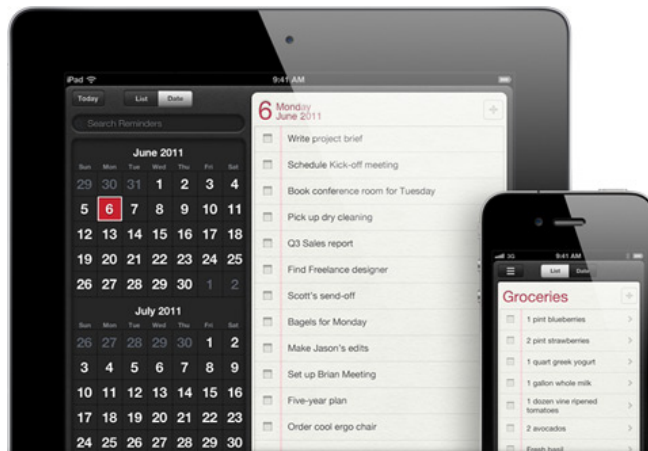 iPad 9:41 AM
Today List Date
Search Reminders
June 2011
Sun Mon Tue Wed Thu Fri Sat
29 30 31 1 2 3 4
5 6 7 8 9 10 11
12 13 14 15 16 17 18
19 20 21 22 23 24 25
26 27 28 29 30 1 2
July 2011
Sun Mon Tue Wed Thu Fri Sat
26 27 28 29 30 1 2
3 4 5 6 7 8 9
10 11 12 13 14 15 16
17 18 19 20 21 22 23
24 25 26 27 28 29 30
6 Monday
June 2011
Write project brief
Schedule Kick-off meeting
Book conference room for Tuesday
Pick up dry cleaning
Q3 Sales report
Find Freelance designer
Scott's send-off
Bagels for Monday
Make Jason's edits
Set up Brian Meeting
Five-year plan
Order cool ergo chair
3G 9:41 AM
List Date
Groceries
1 pint blueberries
2 pint strawberries
1 quart greek yogurt
1 gallon whole milk
1 dozen vine ripened
tomatoes
2 avocados
Fresh basil